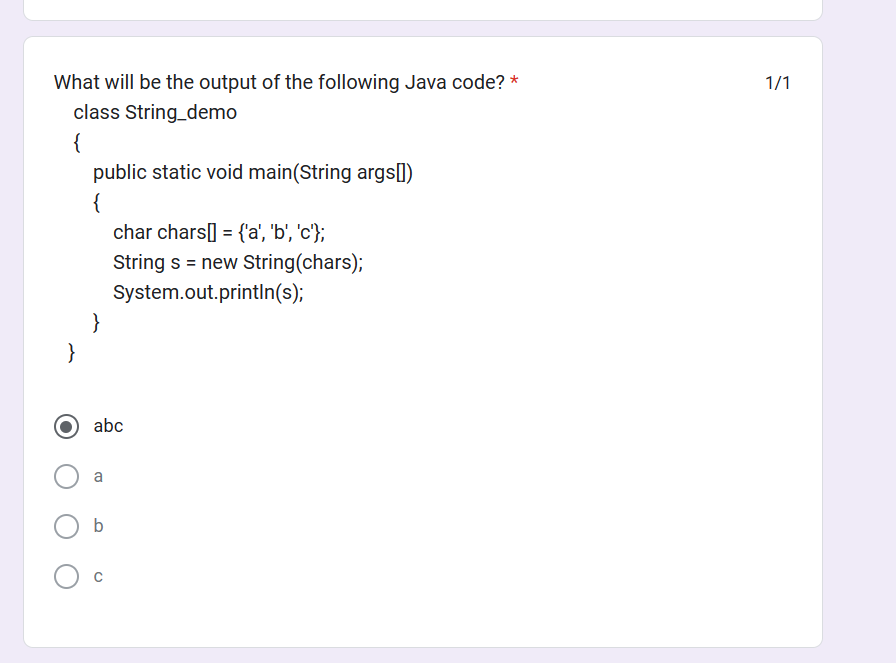 What will be the output of the following Java code? *
1/1
class String_demo
{
public static void main(String args[])
{
char chars[] = {'a', 'b', 'c'};
String s = new String(chars);
System.out.println(s);
}
}
abc
a
b
c